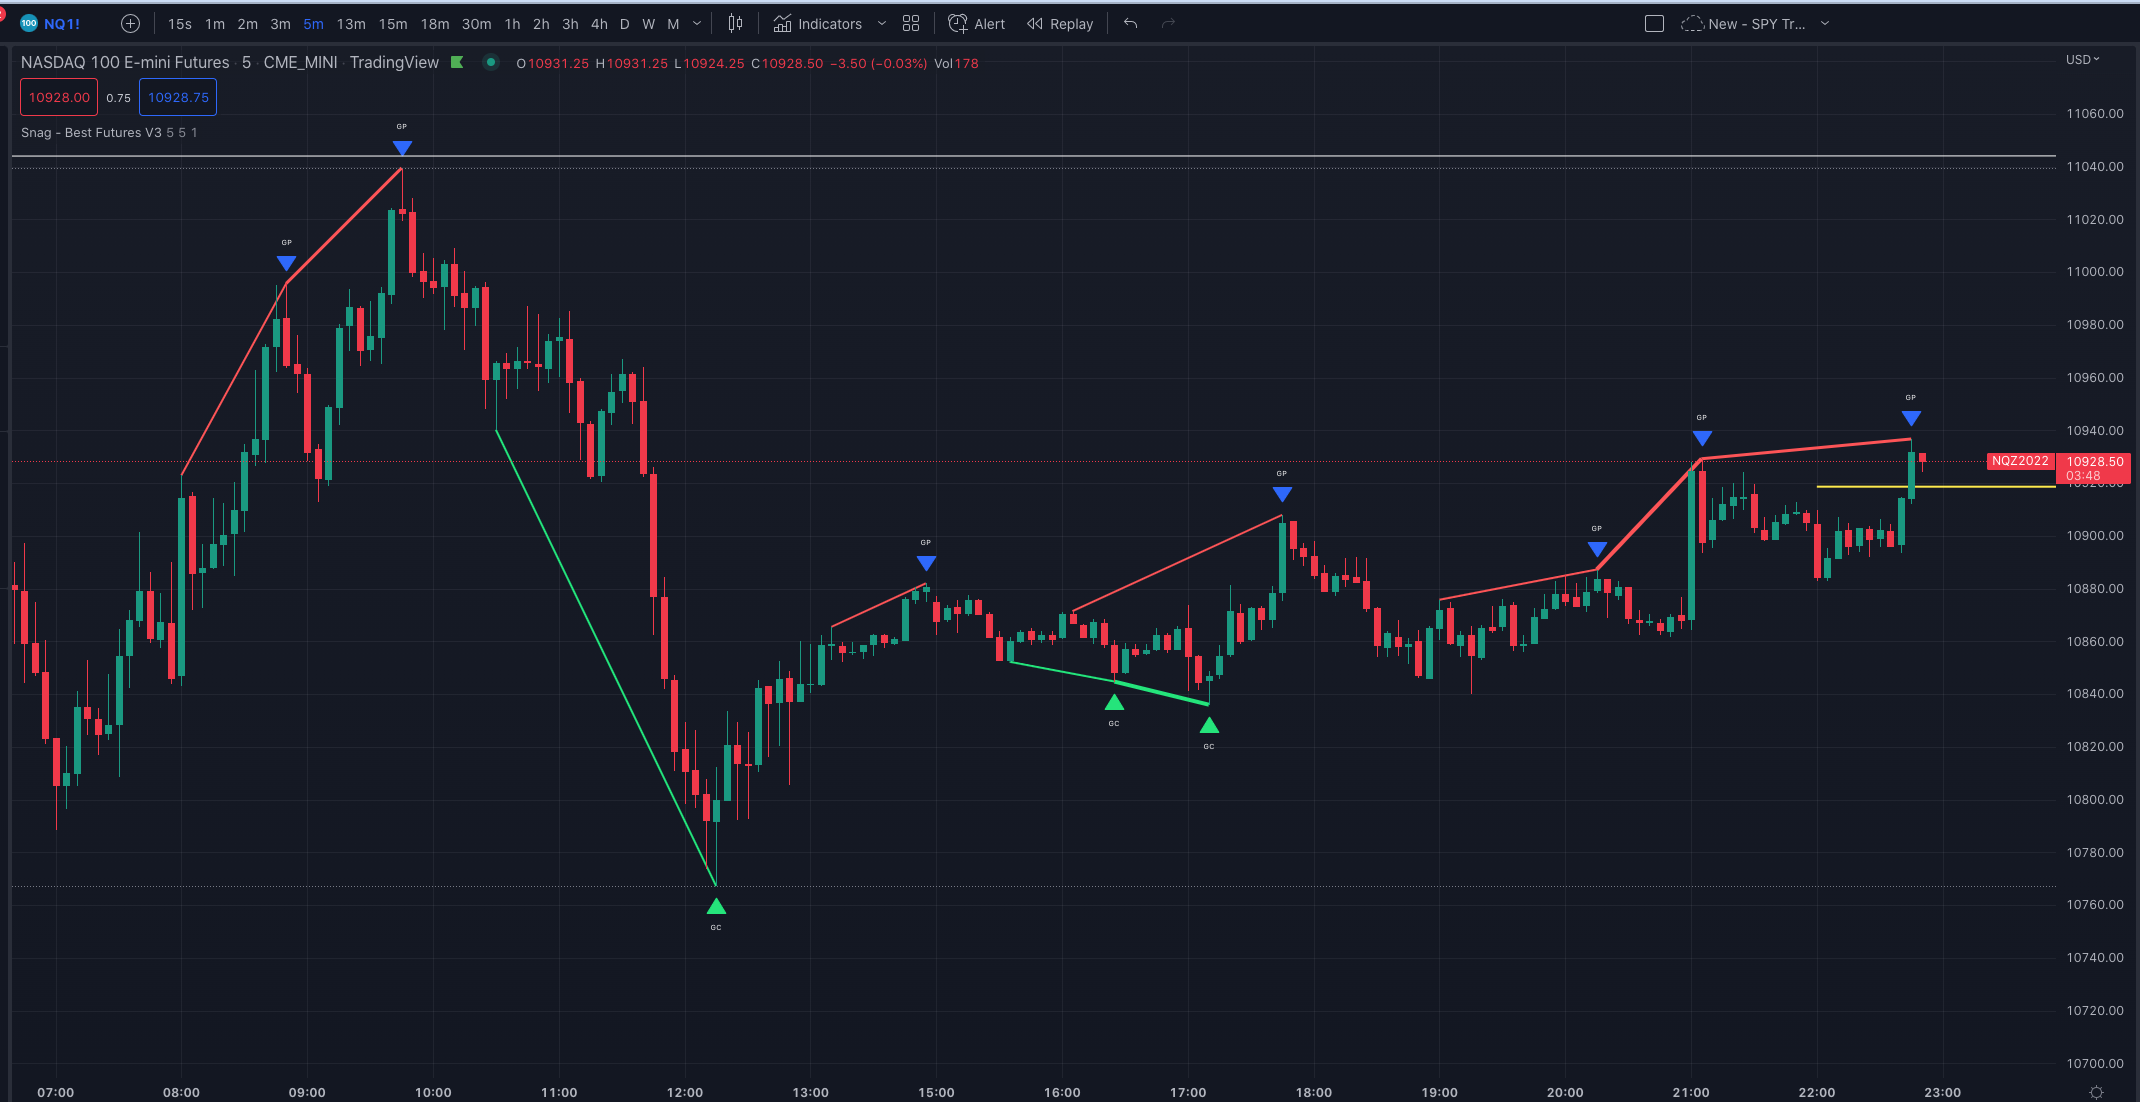 100 NQ1! 15s 1m 2m 3m 5m 13m 15m 18m 30m 1h 2h 3h 4h D W M Indicators Alert Replay New - SPY Tr...
NASDAQ 100 E-mini Futures · 5 · CME_MINI · TradingView O10931.25 H10931.25 L10924.25 C10928.50 −3.50 (−0.03%) Vol178
USD
10928.00 0.75 10928.75
Snag - Best Futures V3 5 5 1
GP
GP
GP
GP
GP
GP
GP
GC
GC
GC
11060.00
11040.00
11020.00
11000.00
10980.00
10960.00
10940.00
NQZ2022 10928.50
03:48
10920.00
10900.00
10880.00
10860.00
10840.00
10820.00
10800.00
10780.00
10760.00
10740.00
10720.00
10700.00
07:00 08:00 09:00 10:00 11:00 12:00 13:00 15:00 16:00 17:00 18:00 19:00 20:00 21:00 22:00 23:00